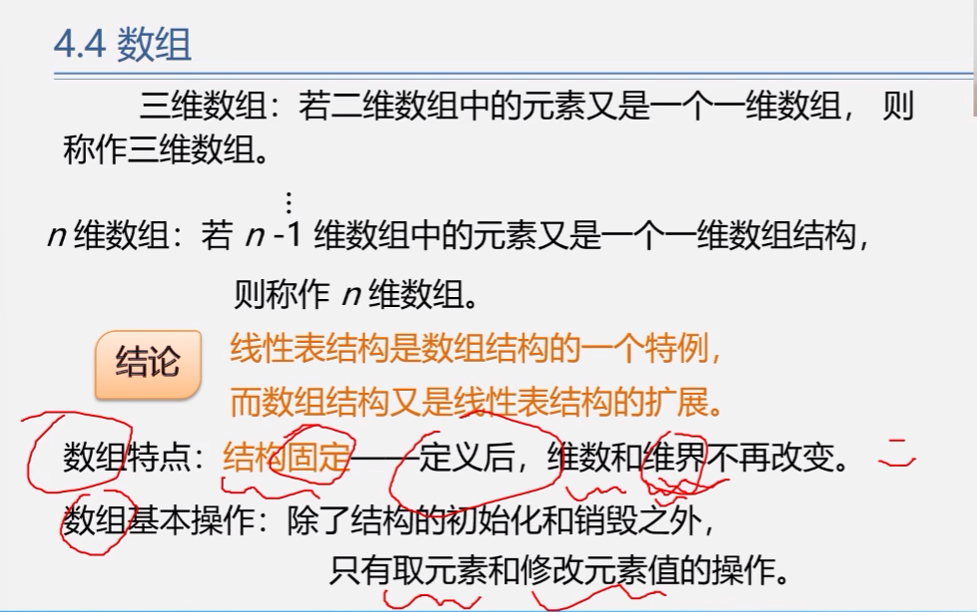 4.4 数组
三维数组：若二维数组中的元素又是一个一维数组， 则
称作三维数组。
⋮
n 维数组：若 n -1 维数组中的元素又是一个一维数组结构，
则称作 n 维数组。
结论
线性表结构是数组结构的一个特例，
而数组结构又是线性表结构的扩展。
数组特点：结构固定——定义后，维数和维界不再改变。 二
数组基本操作：除了结构的初始化和销毁之外，
只有取元素和修改元素值的操作。